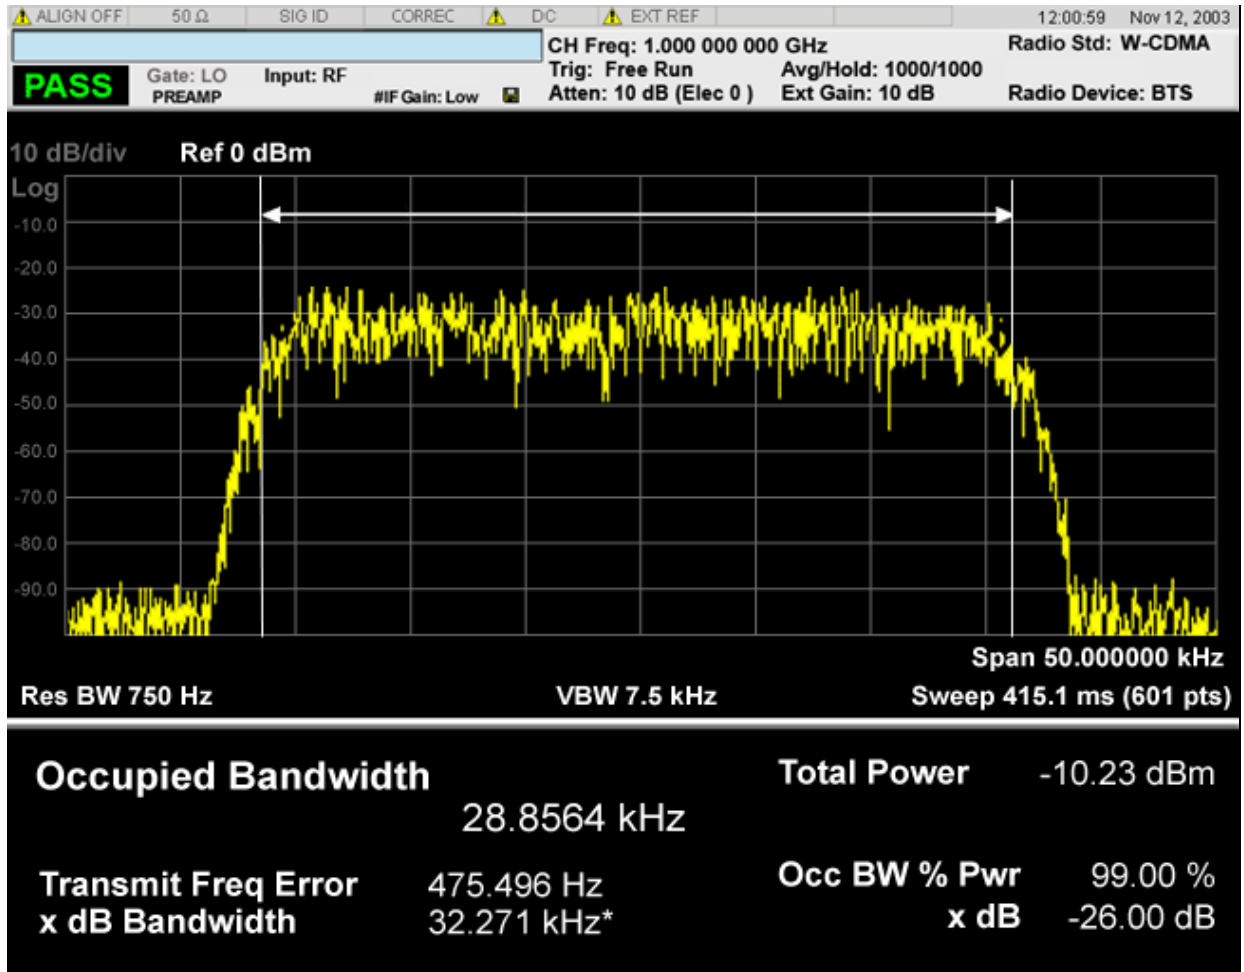 ALIGN OFF 50 Ω SIG ID CORREC DC EXT REF 12:00:59 Nov 12, 2003
CH Freq: 1.000 000 000 GHz Radio Std: W-CDMA
PASS Gate: LO Input: RF Trig: Free Run Avg/Hold: 1000/1000
PREAMP #IF Gain: Low Atten: 10 dB (Elec 0 ) Ext Gain: 10 dB Radio Device: BTS
10 dB/div Ref 0 dBm
Log
-10.0
-20.0
-30.0
-40.0
-50.0
-60.0
-70.0
-80.0
-90.0
Span 50.000000 kHz
Res BW 750 Hz VBW 7.5 kHz Sweep 415.1 ms (601 pts)
Occupied Bandwidth Total Power -10.23 dBm
28.8564 kHz
Transmit Freq Error 475.496 Hz Occ BW % Pwr 99.00 %
x dB Bandwidth 32.271 kHz* x dB -26.00 dB